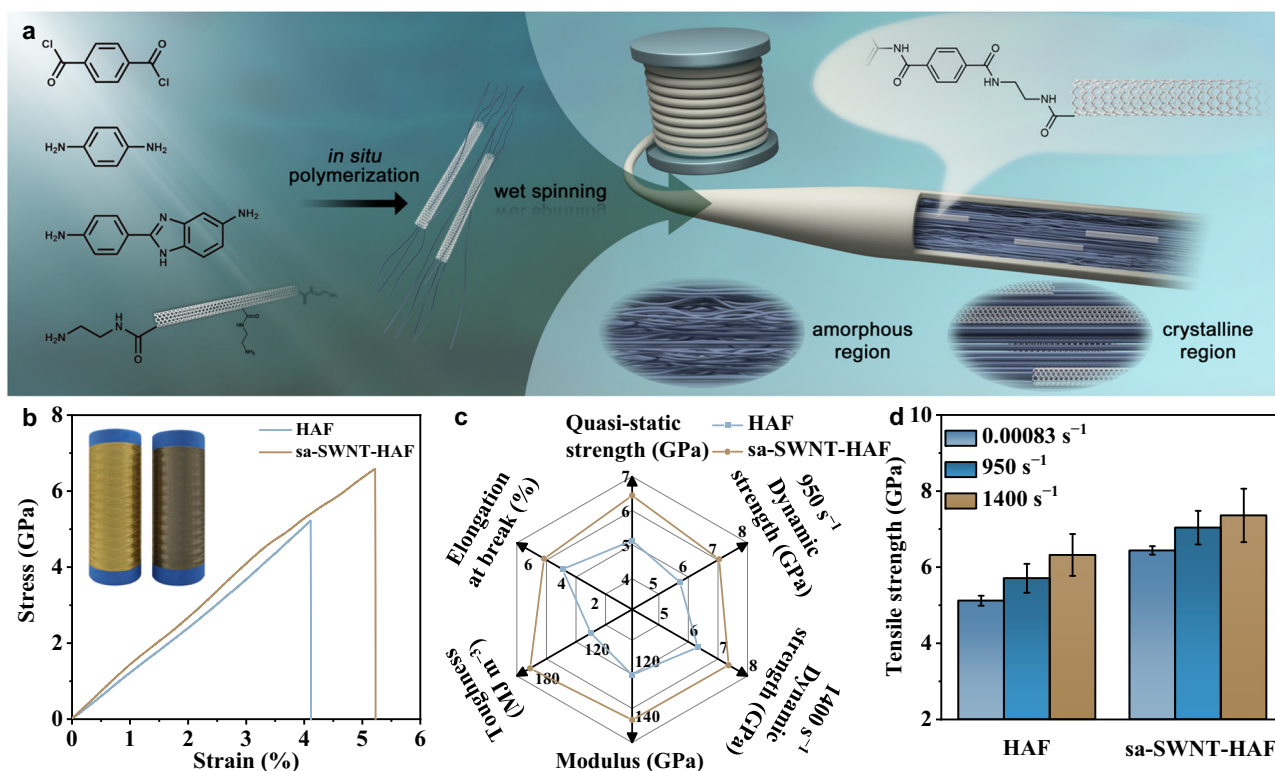 a
Cl
O
O
Cl
H₂N
NH₂
N
NH₂
H₂N
N
H
H₂N
H
N
O
O
HN
NH₂
in situ
polymerization
wet spinning
NH
O
O
N
H
H
N
O
amorphous
region
crystalline
region
b
8
6
4
2
0
Stress (GPa)
HAF
sa-SWNT-HAF
0 1 2 3 4 5 6
Strain (%)
c
Quasi-static
strength (GPa)
HAF
sa-SWNT-HAF
950 s⁻¹
Dynamic
strength (GPa)
1400 s⁻¹
Dynamic
strength (GPa)
Modulus (GPa)
Toughness
(MJ m⁻³)
Elongation
at break (%)
7
6
5
4
8
7
6
5
8
7
6
5
140
120
180
120
6
4
2
d
10
8
6
4
2
Tensile strength (GPa)
0.00083 s⁻¹
950 s⁻¹
1400 s⁻¹
HAF
sa-SWNT-HAF